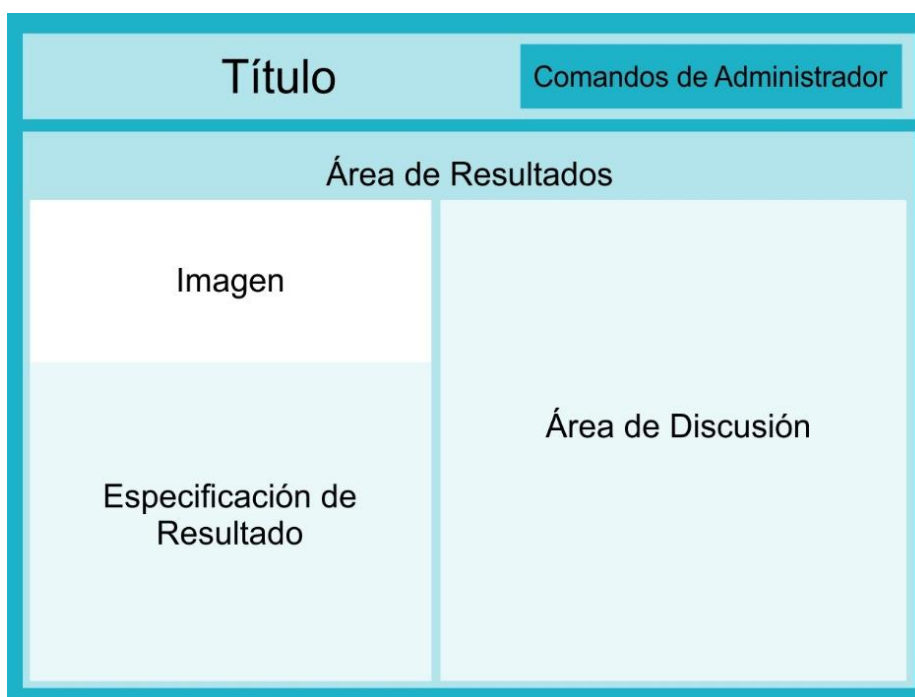 Título
Comandos de Administrador
Área de Resultados
Imagen
Especificación de
Resultado
Área de Discusión